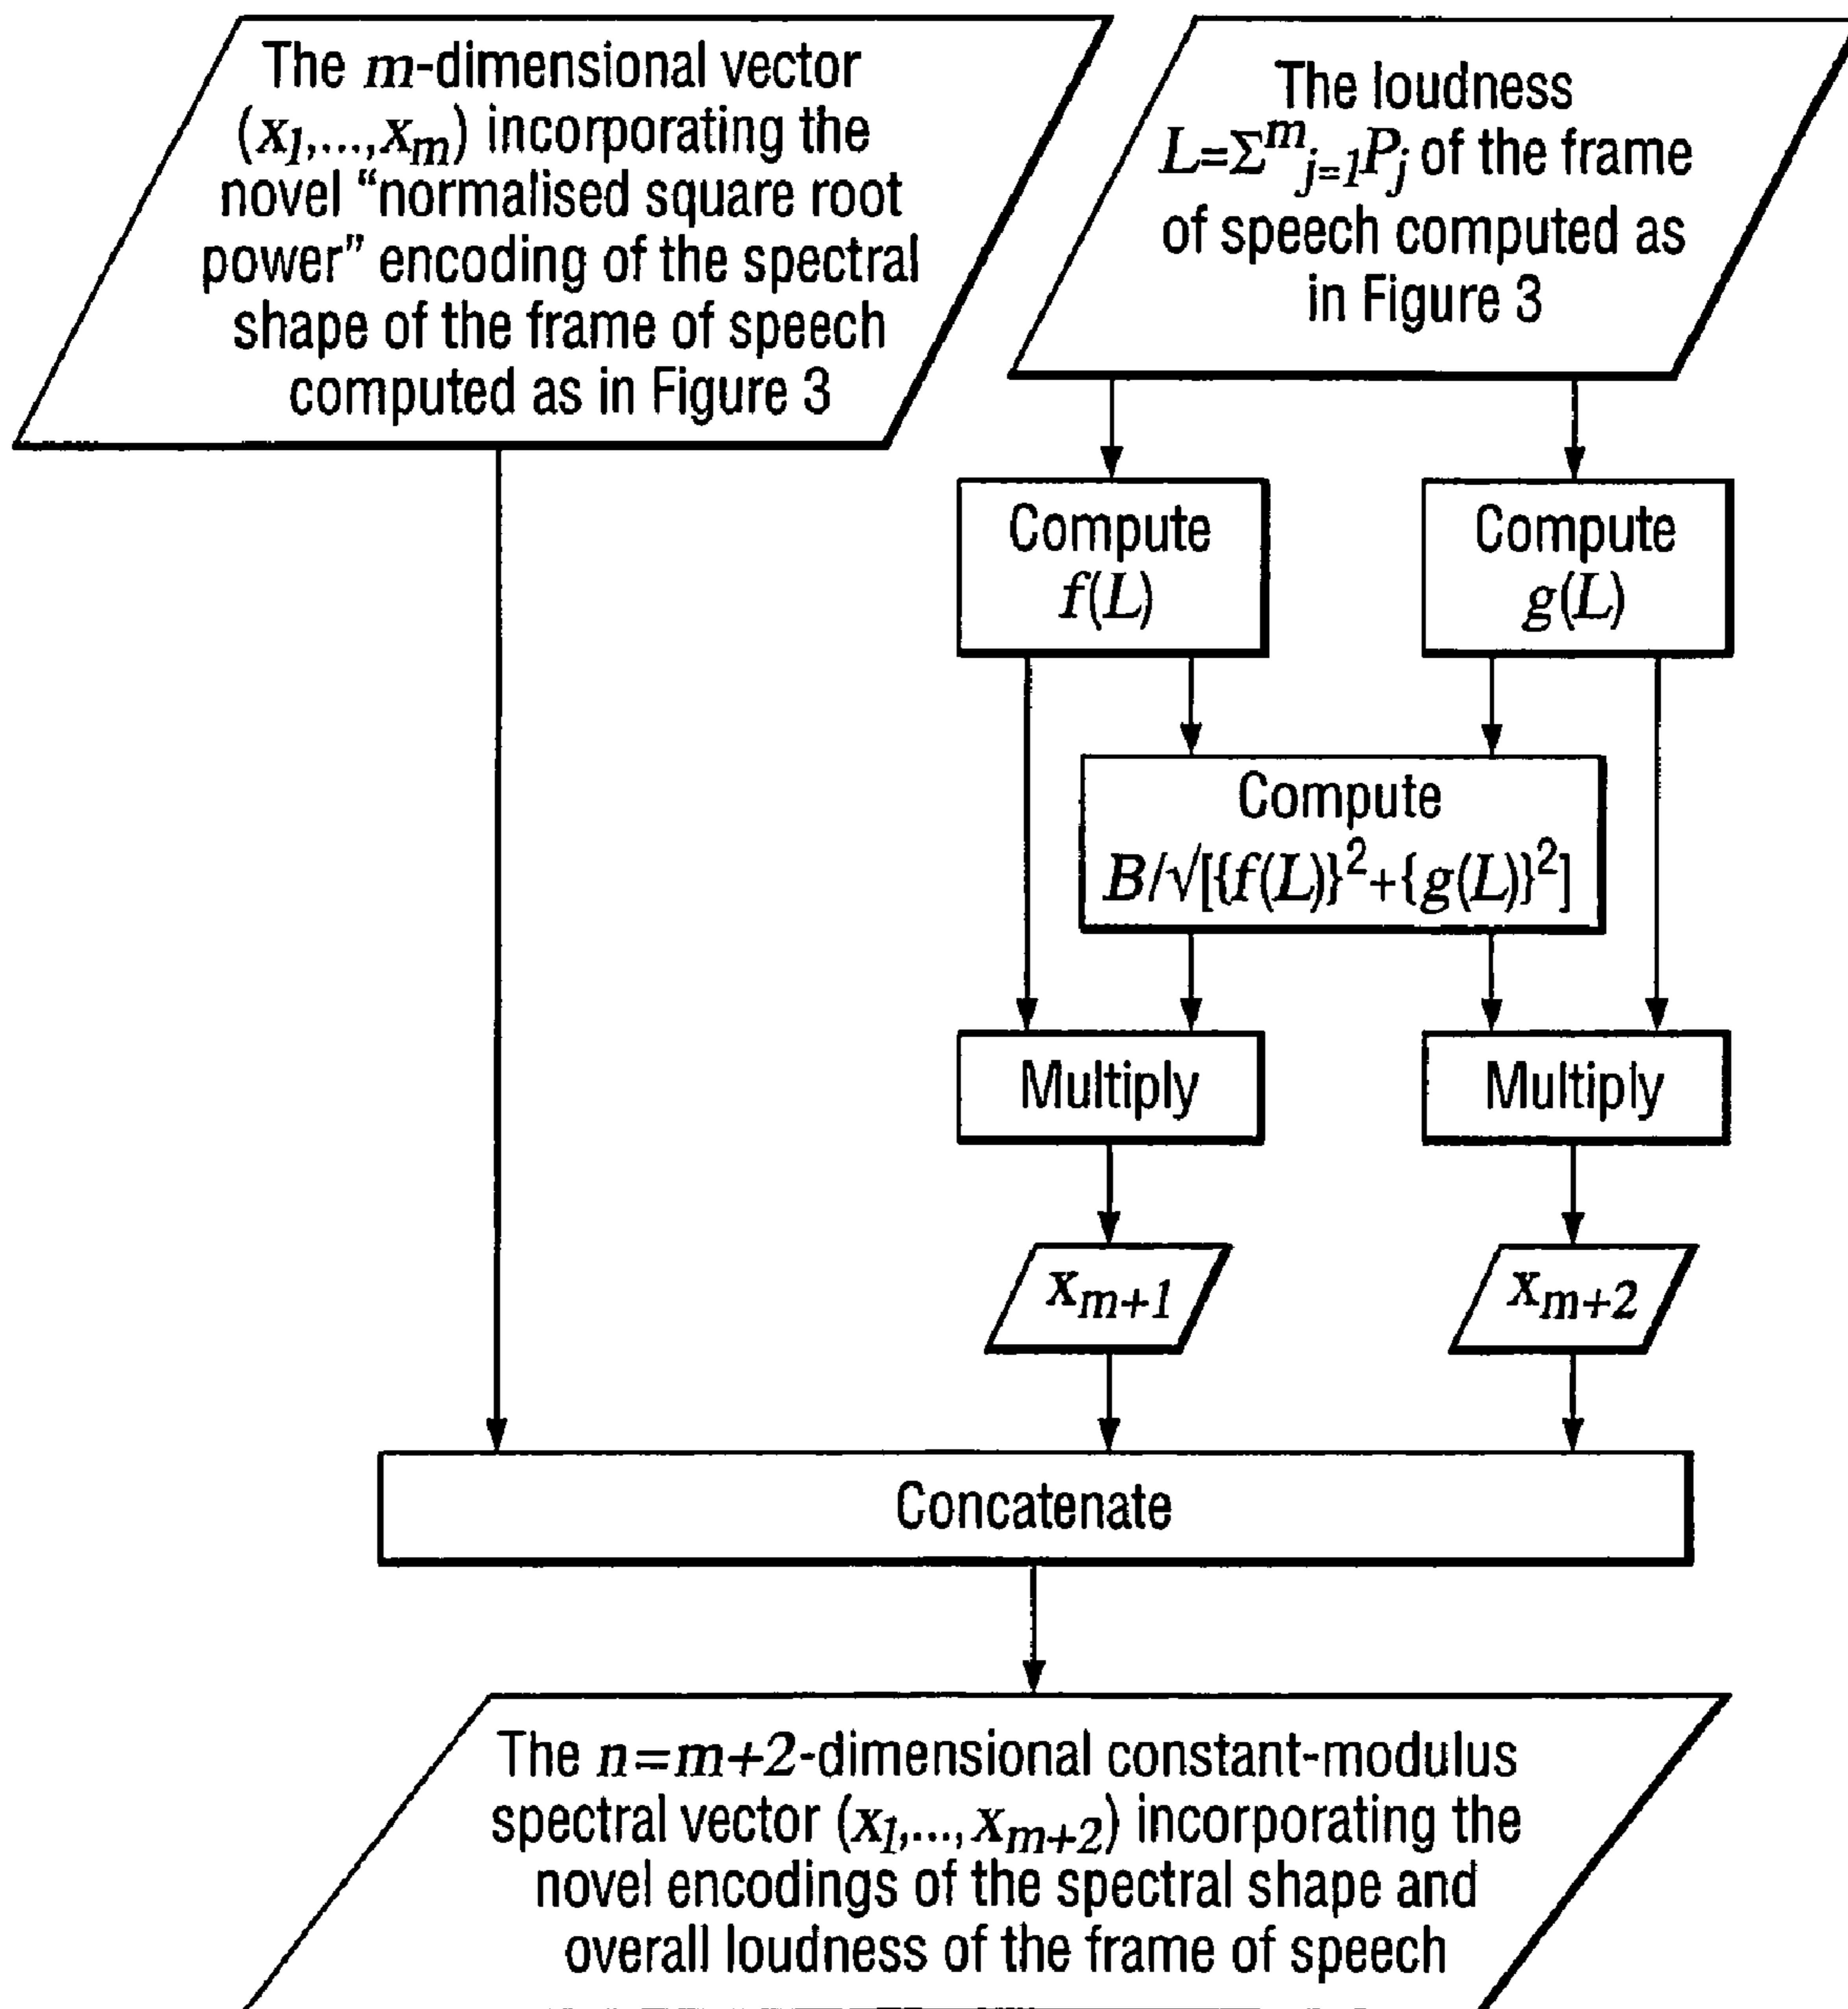 The m-dimensional vector
(x₁,...,xₘ) incorporating the
novel “normalised square root
power” encoding of the spectral
shape of the frame of speech
computed as in Figure 3
The loudness
L=Σᵐⱼ₌₁Pⱼ of the frame
of speech computed as
in Figure 3
Compute
f(L)
Compute
g(L)
Compute
B/√[{f(L)}²+{g(L)}²]
Multiply
Multiply
xₘ₊₁
xₘ₊₂
Concatenate
The n=m+2-dimensional constant-modulus
spectral vector (x₁,...,xₘ₊₂) incorporating the
novel encodings of the spectral shape and
overall loudness of the frame of speech